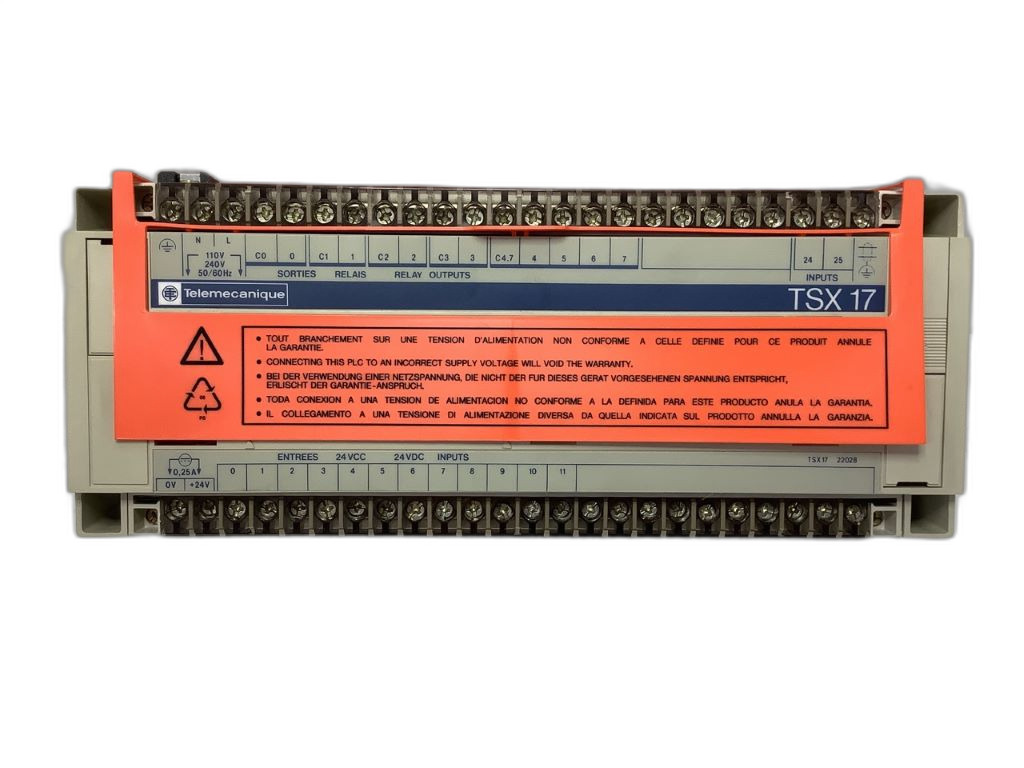 N L
110V
240V
50/60Hz
C0 0 C1 1 C2 2 C3 3 C4.7 4 5 6 7 24 25
SORTIES RELAIS RELAY OUTPUTS INPUTS
Telemecanique TSX 17
• TOUT BRANCHEMENT SUR UNE TENSION D'ALIMENTATION NON CONFORME A CELLE DEFINIE POUR CE PRODUIT ANNULE
LA GARANTIE.
• CONNECTING THIS PLC TO AN INCORRECT SUPPLY VOLTAGE WILL VOID THE WARRANTY.
• BEI DER VERWENDUNG EINER NETZSPANNUNG, DIE NICHT DER FUR DIESES GERAT VORGESEHENEN SPANNUNG ENTSPRICHT,
ERLISCHT DER GARANTIE-ANSPRUCH.
• TODA CONEXION A UNA TENSION DE ALIMENTACION NO CONFORME A LA DEFINIDA PARA ESTE PRODUCTO ANULA LA GARANTIA.
• IL COLLEGAMENTO A UNA TENSIONE DI ALIMENTAZIONE DIVERSA DA QUELLA INDICATA SUL PRODOTTO ANNULLA LA GARANZIA.
ENTREES 24VCC 24VDC INPUTS TSX17 22028
0,25A 0 1 2 3 4 5 6 7 8 9 10 11
0V +24V